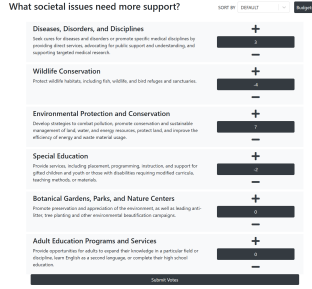 What societal issues need more support?
SORT BY DEFAULT
Budget
Diseases, Disorders, and Disciplines
Seek cures for diseases and disorders or promote specific medical disciplines by
providing direct services, advocating for public support and understanding, and
supporting targeted medical research.
+
3
−
Wildlife Conservation
Protect wildlife habitats, including fish, wildlife, and bird refuges and sanctuaries.
+
-4
−
Environmental Protection and Conservation
Develop strategies to combat pollution, promote conservation and sustainable
management of land, water, and energy resources, protect land, and improve the
efficiency of energy and waste material usage.
+
7
−
Special Education
Provide services, including placement, programming, instruction, and support for
gifted children and youth or those with disabilities requiring modified curricula,
teaching methods, or materials.
+
-2
−
Botanical Gardens, Parks, and Nature Centers
Promote preservation and appreciation of the environment, as well as leading anti-
litter, tree planting and other environmental beautification campaigns.
+
0
−
Adult Education Programs and Services
Provide opportunities for adults to expand their knowledge in a particular field or
discipline, learn English as a second language, or complete their high school
education.
+
0
−
Submit Votes